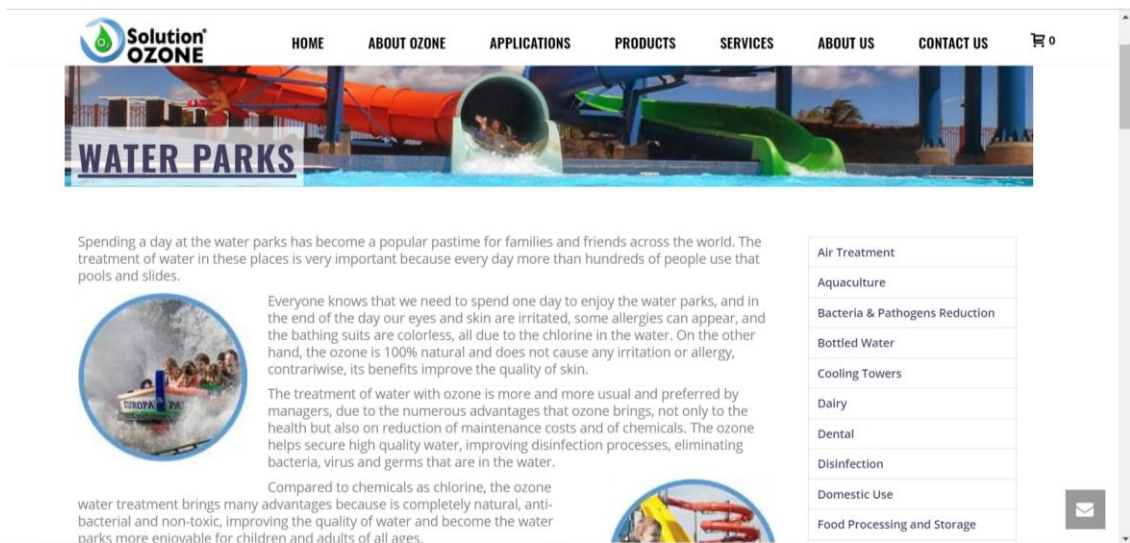 Solution®
OZONE
HOME
ABOUT OZONE
APPLICATIONS
PRODUCTS
SERVICES
ABOUT US
CONTACT US
0
WATER PARKS
Spending a day at the water parks has become a popular pastime for families and friends across the world. The
treatment of water in these places is very important because every day more than hundreds of people use that
pools and slides.
Everyone knows that we need to spend one day to enjoy the water parks, and in
the end of the day our eyes and skin are irritated, some allergies can appear, and
the bathing suits are colorless, all due to the chlorine in the water. On the other
hand, the ozone is 100% natural and does not cause any irritation or allergy,
contrariwise, its benefits improve the quality of skin.
EUROPA PA
The treatment of water with ozone is more and more usual and preferred by
managers, due to the numerous advantages that ozone brings, not only to the
health but also on reduction of maintenance costs and of chemicals. The ozone
helps secure high quality water, improving disinfection processes, eliminating
bacteria, virus and germs that are in the water.
Compared to chemicals as chlorine, the ozone
water treatment brings many advantages because is completely natural, anti-
bacterial and non-toxic, improving the quality of water and become the water
parks more enjoyable for children and adults of all ages.
Air Treatment
Aquaculture
Bacteria & Pathogens Reduction
Bottled Water
Cooling Towers
Dairy
Dental
Disinfection
Domestic Use
Food Processing and Storage